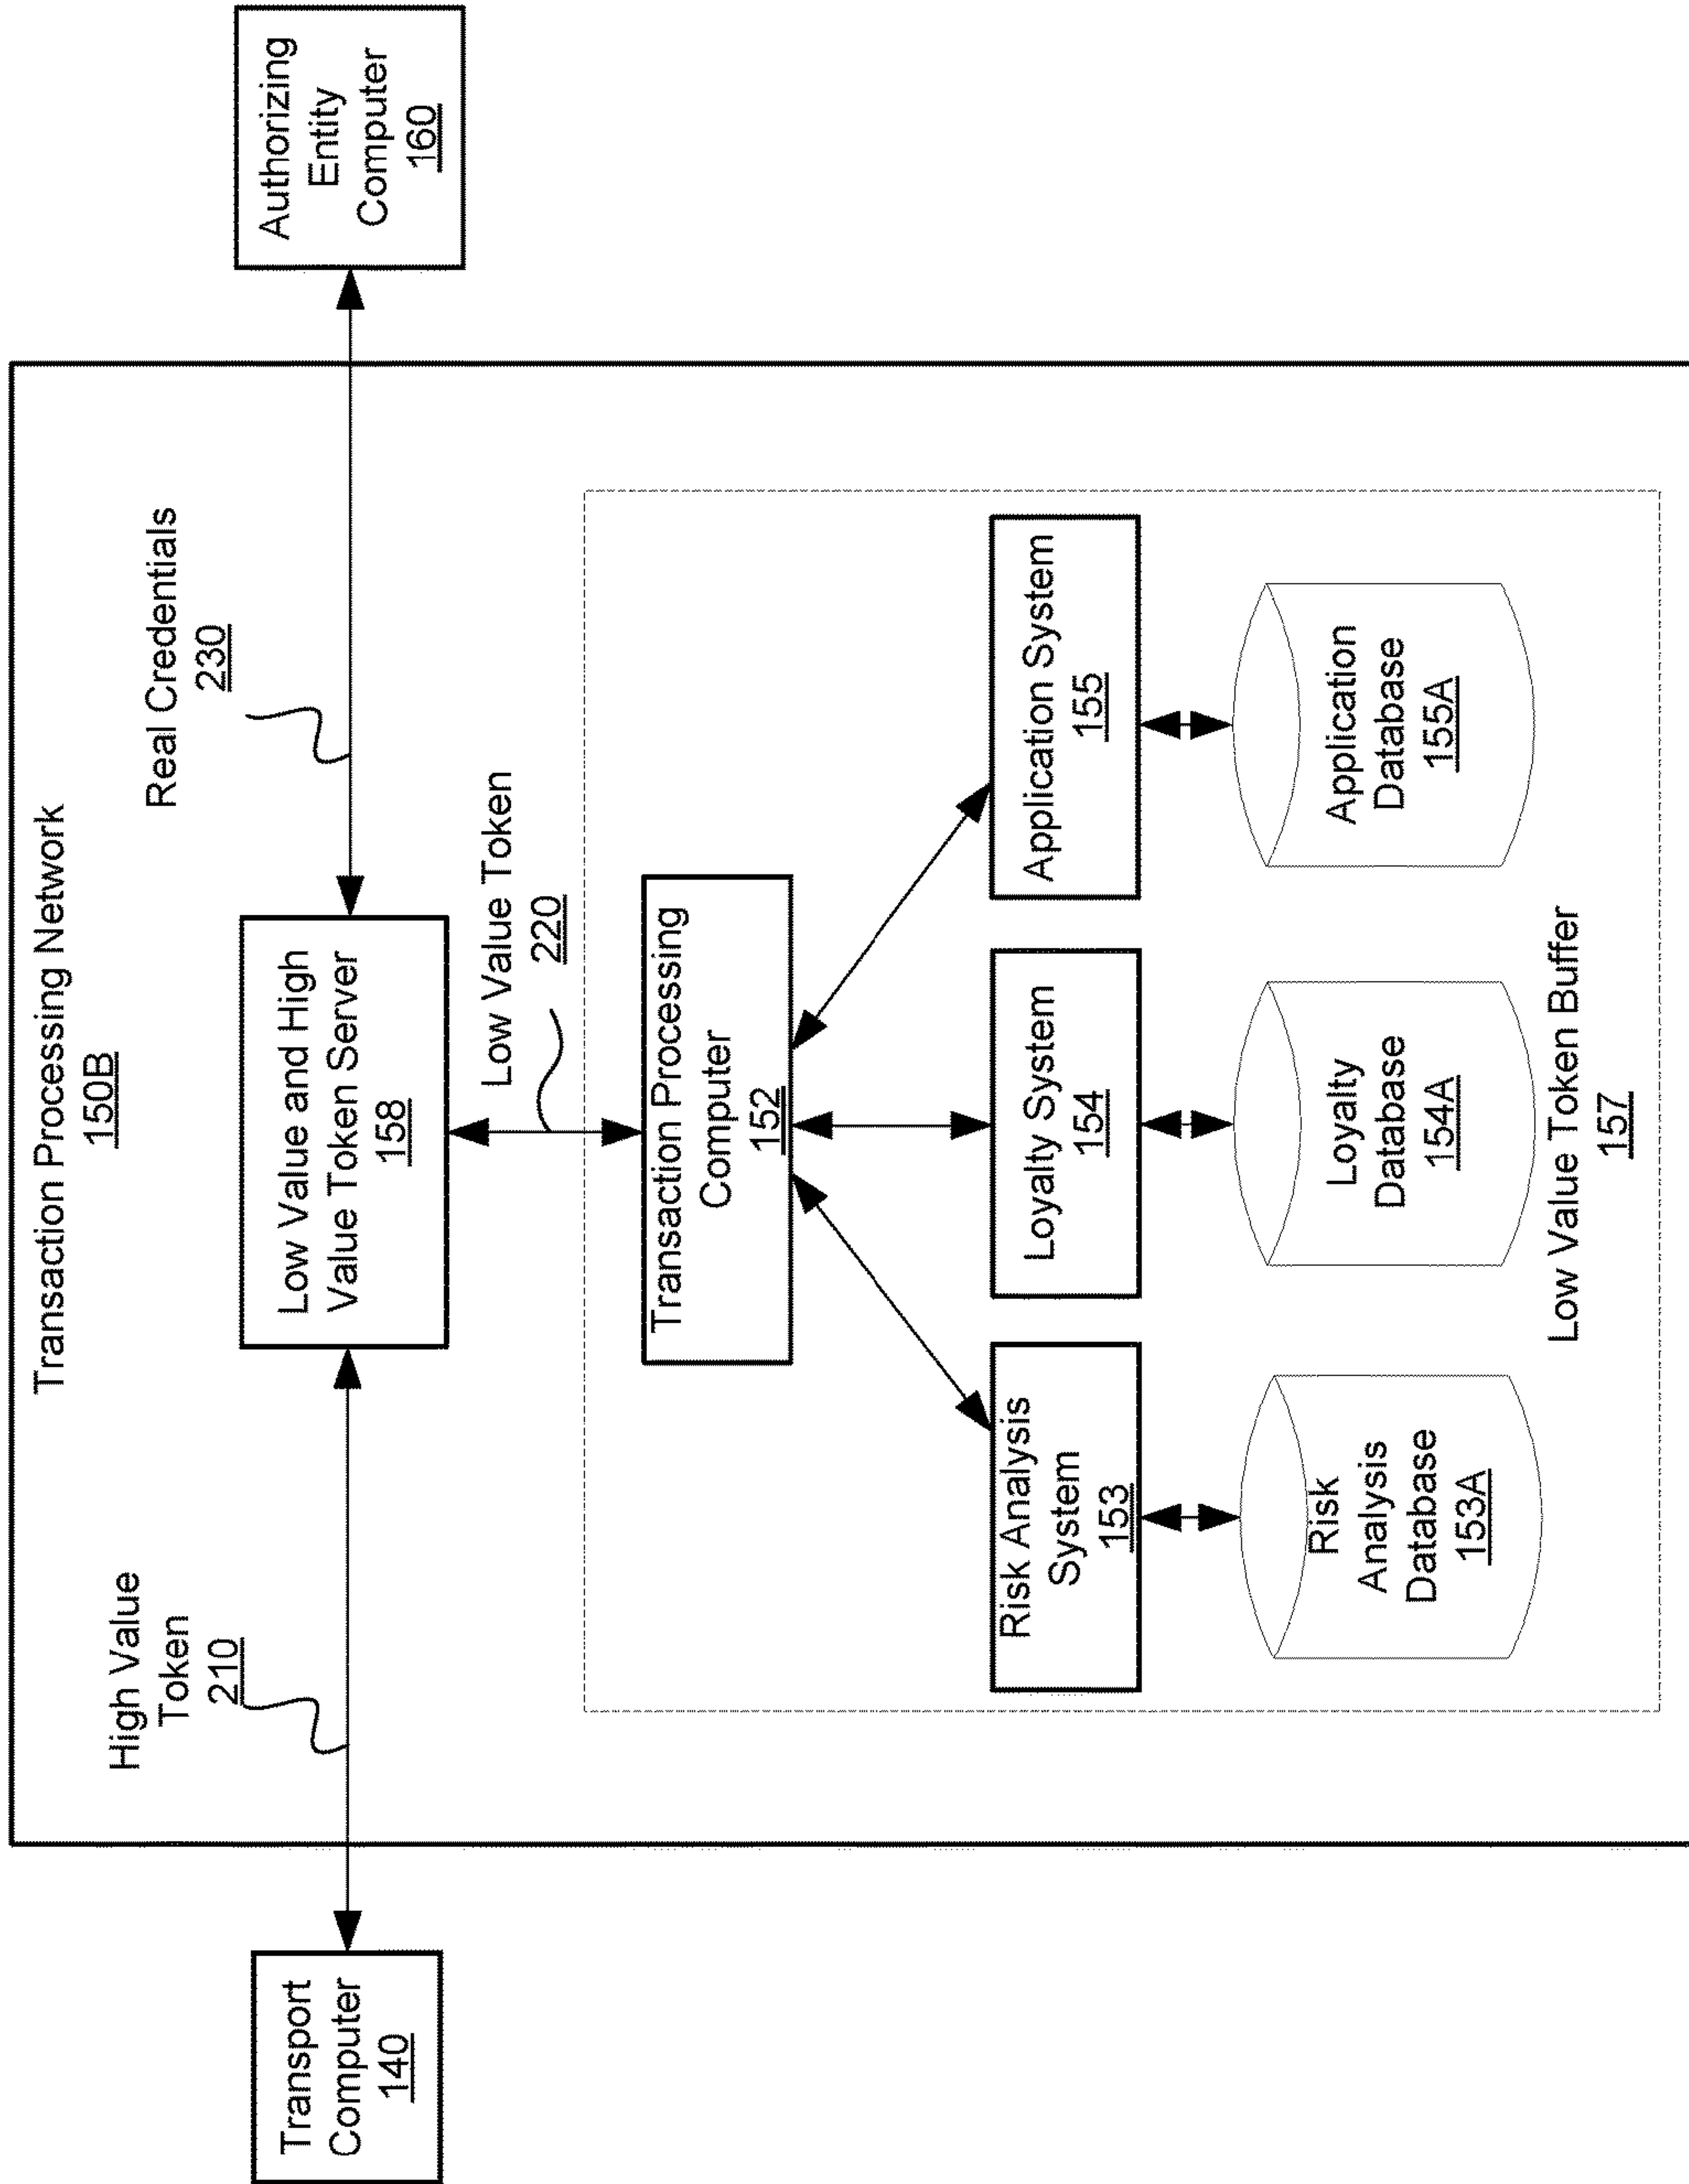 Transaction Processing Network
150B
High Value
Token
210
Real Credentials
230
Transport
Computer
140
Low Value and High
Value Token Server
158
Authorizing
Entity
Computer
160
Low Value Token
220
Transaction Processing
Computer
152
Risk Analysis
System
153
Loyalty System
154
Application System
155
Risk
Analysis
Database
153A
Loyalty
Database
154A
Application
Database
155A
Low Value Token Buffer
157